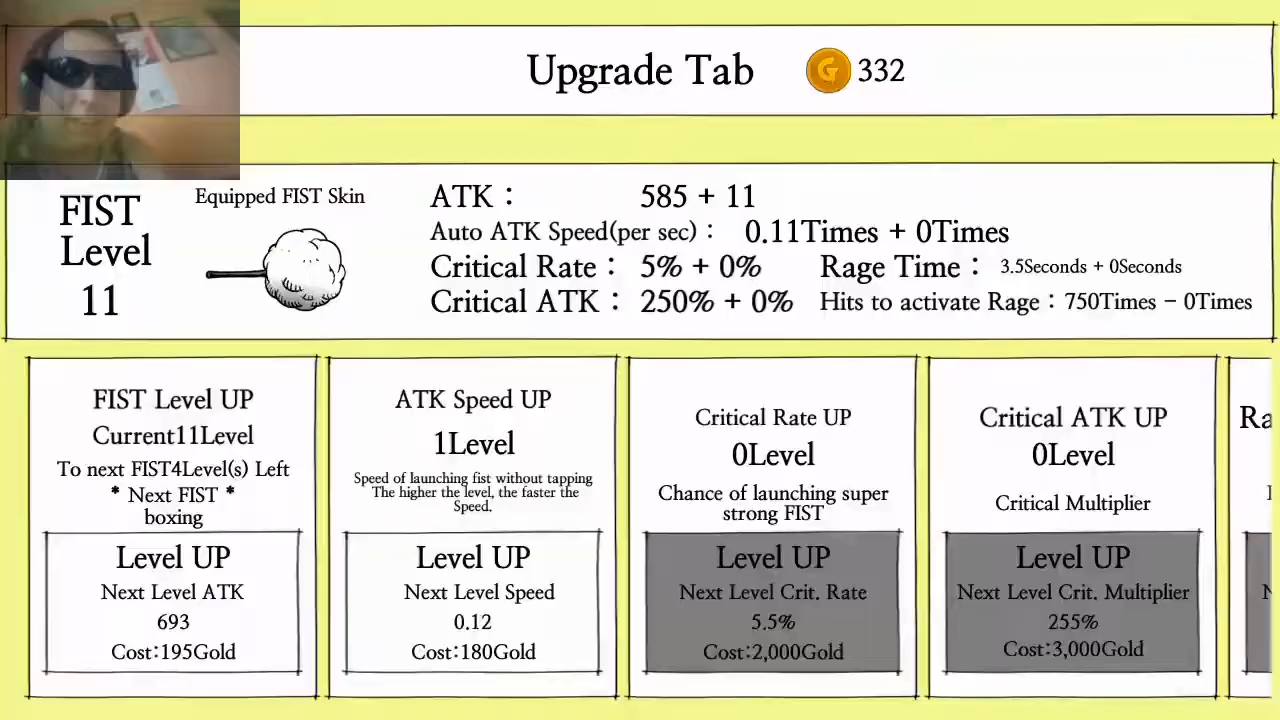 Upgrade Tab
G 332
FIST
Level
11
Equipped FIST Skin
ATK : 585 + 11
Auto ATK Speed(per sec) : 0.11Times + 0Times
Critical Rate : 5% + 0%
Rage Time : 3.5Seconds + 0Seconds
Critical ATK : 250% + 0%
Hits to activate Rage : 750Times - 0Times
FIST Level UP
Current11Level
To next FIST4Level(s) Left
* Next FIST *
boxing
Level UP
Next Level ATK
693
Cost:195Gold
ATK Speed UP
1Level
Speed of launching fist without tapping
The higher the level, the faster the
Speed.
Level UP
Next Level Speed
0.12
Cost:180Gold
Critical Rate UP
0Level
Chance of launching super
strong FIST
Level UP
Next Level Crit. Rate
5.5%
Cost:2,000Gold
Critical ATK UP
0Level
Critical Multiplier
Level UP
Next Level Crit. Multiplier
255%
Cost:3,000Gold
Ra